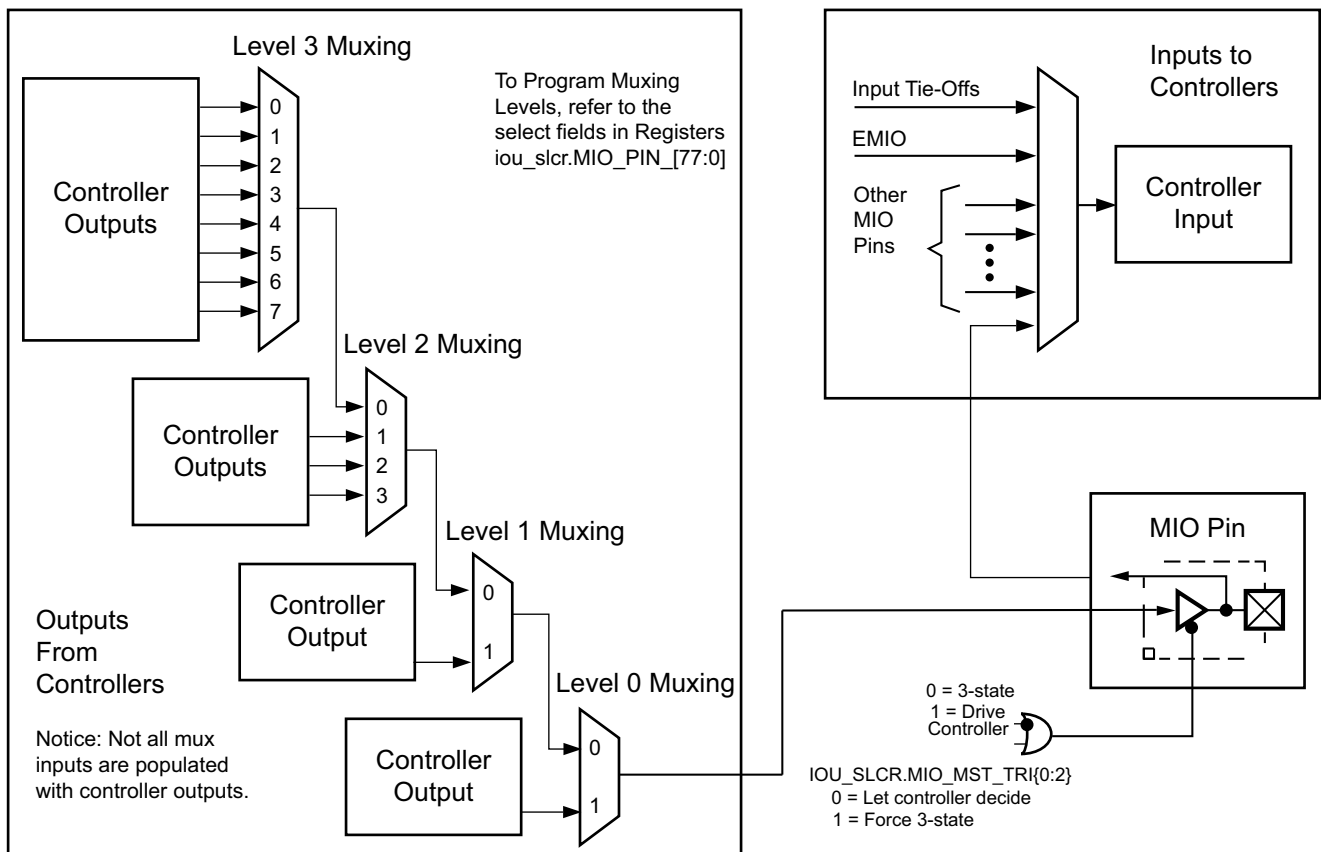 Level 3 Muxing
Controller
Outputs
0
1
2
3
4
5
6
7
To Program Muxing
Levels, refer to the
select fields in Registers
iou_slcr.MIO_PIN_[77:0]
Level 2 Muxing
Controller
Outputs
0
1
2
3
Level 1 Muxing
Controller
Output
0
1
Level 0 Muxing
Controller
Output
0
1
Outputs
From
Controllers
Notice: Not all mux
inputs are populated
with controller outputs.
Inputs to
Controllers
Input Tie-Offs
EMIO
Other
MIO
Pins
Controller
Input
MIO Pin
0 = 3-state
1 = Drive
Controller
IOU_SLCR.MIO_MST_TRI{0:2}
0 = Let controller decide
1 = Force 3-state